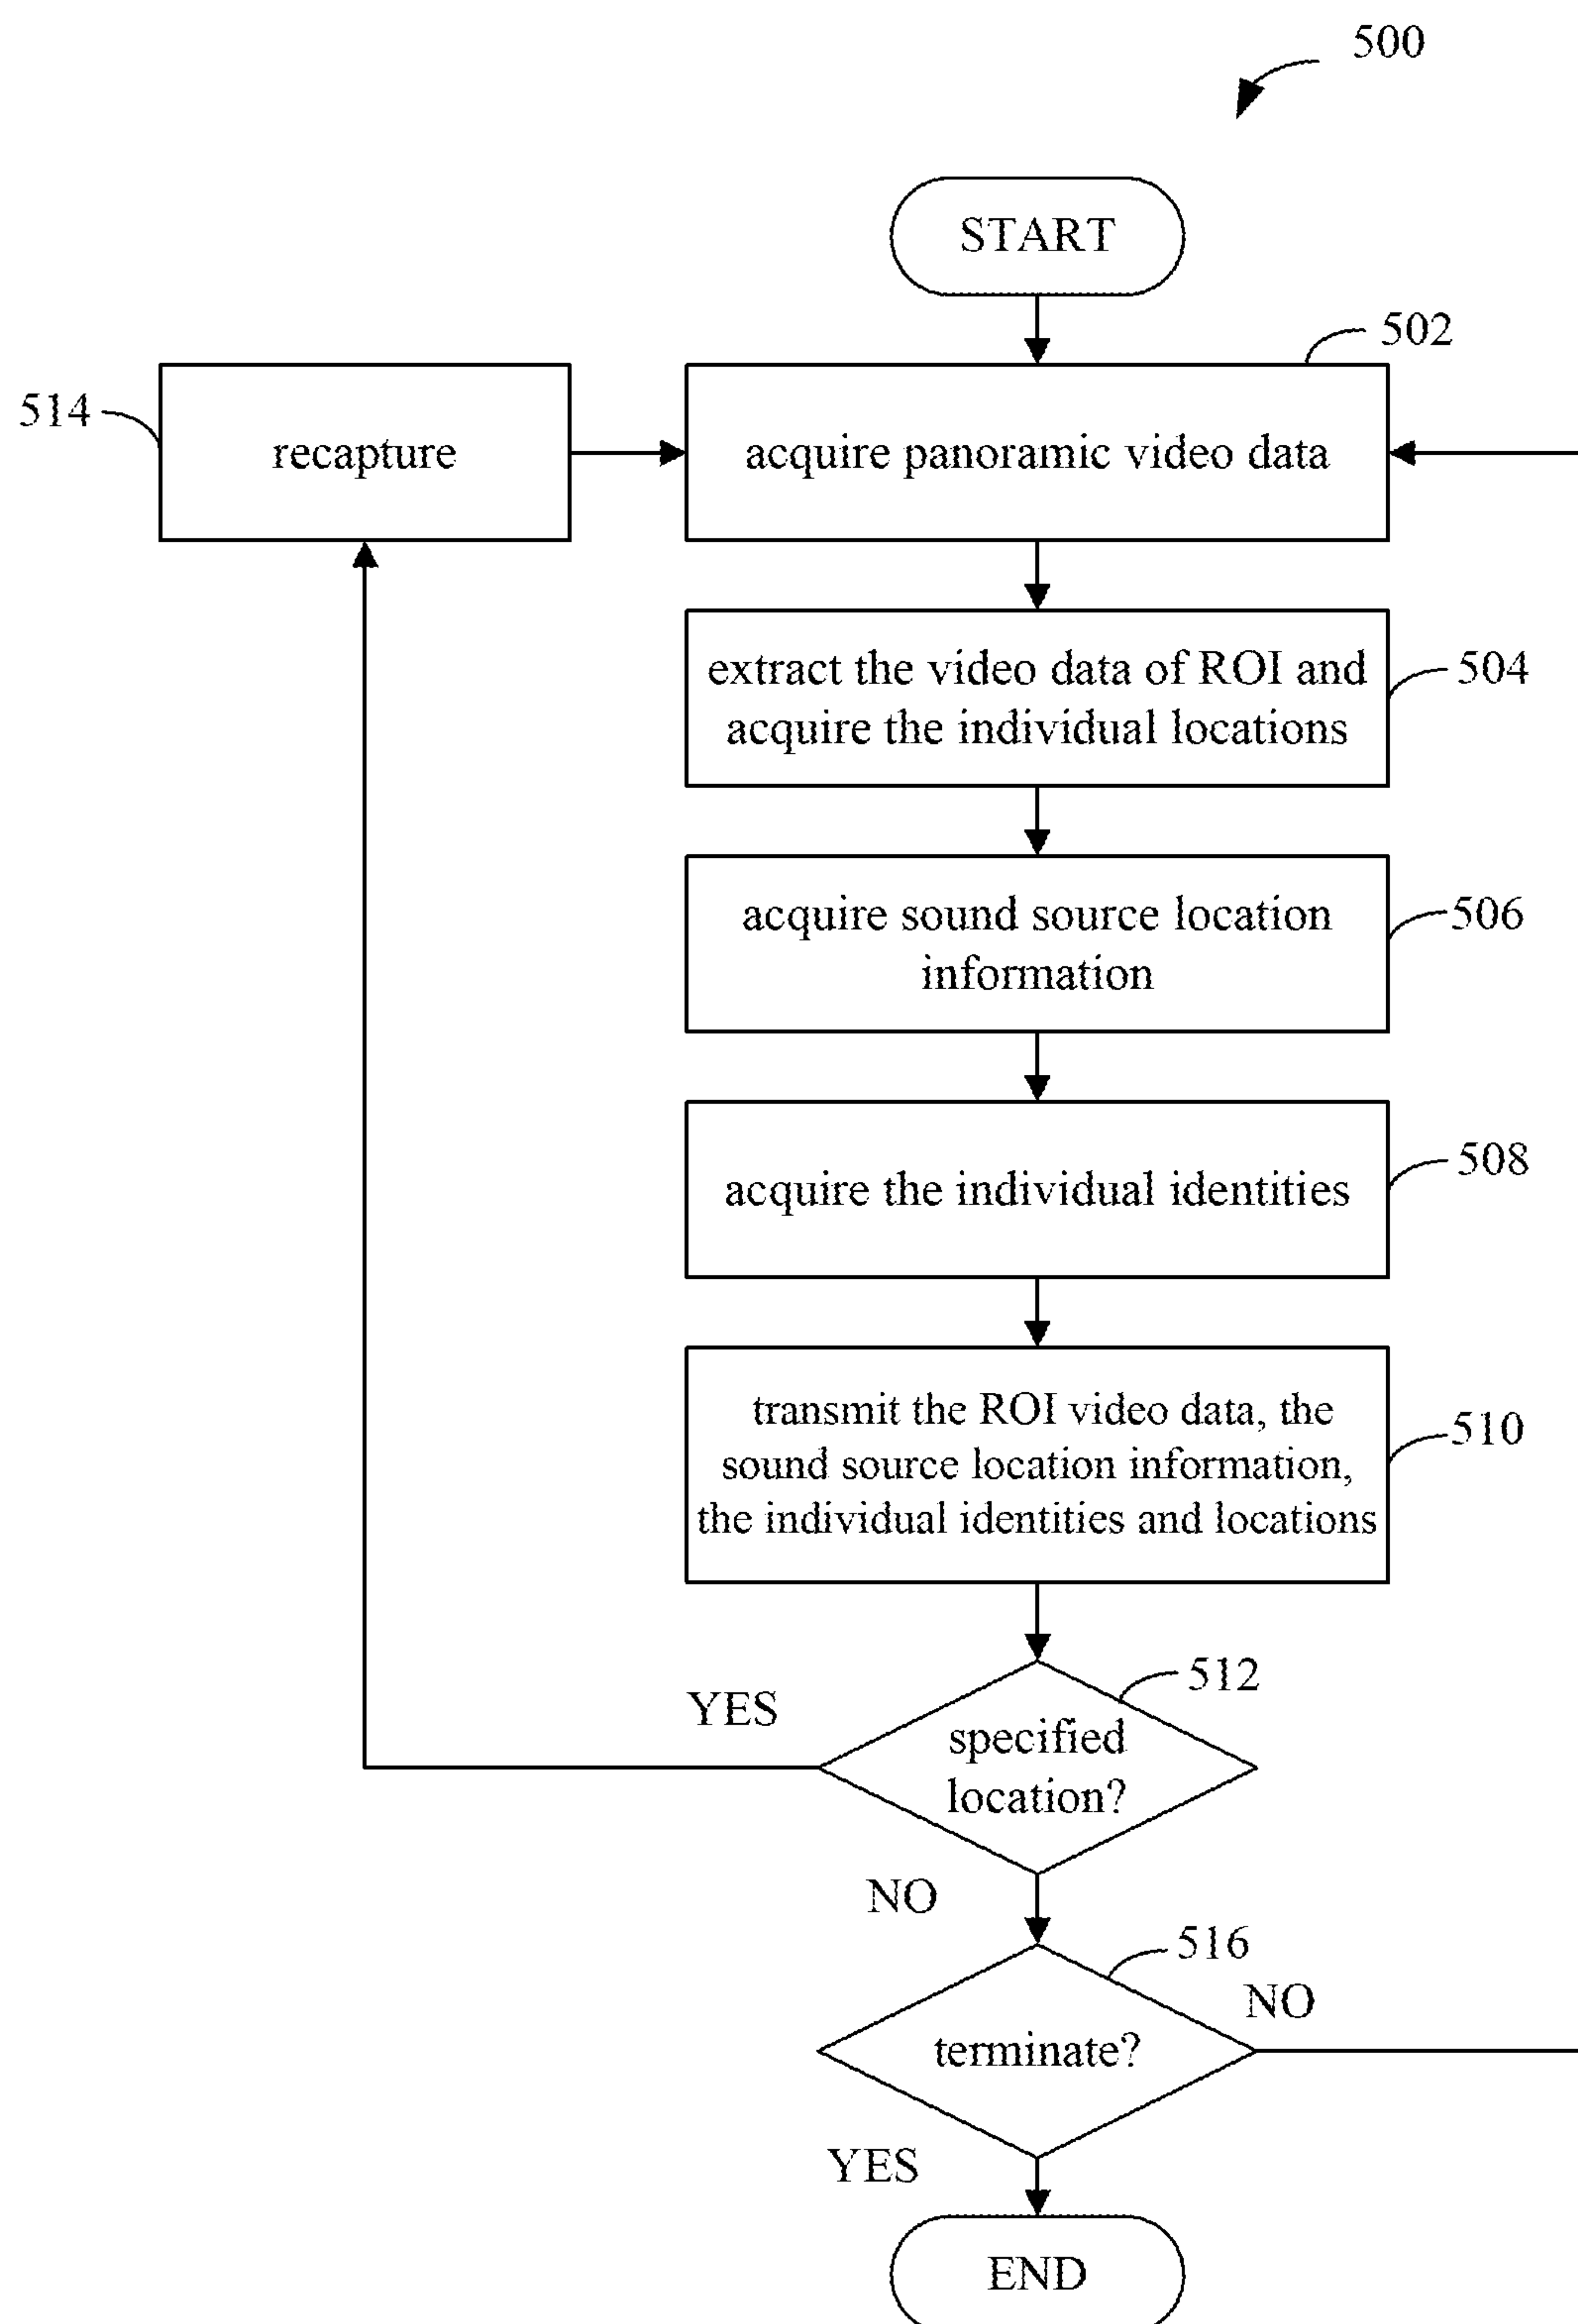 500
START
502
514
recapture
acquire panoramic video data
extract the video data of ROI and
acquire the individual locations
504
acquire sound source location
information
506
acquire the individual identities
508
transmit the ROI video data, the
sound source location information,
the individual identities and locations
510
512
YES
specified
location?
NO
516
NO
terminate?
YES
END